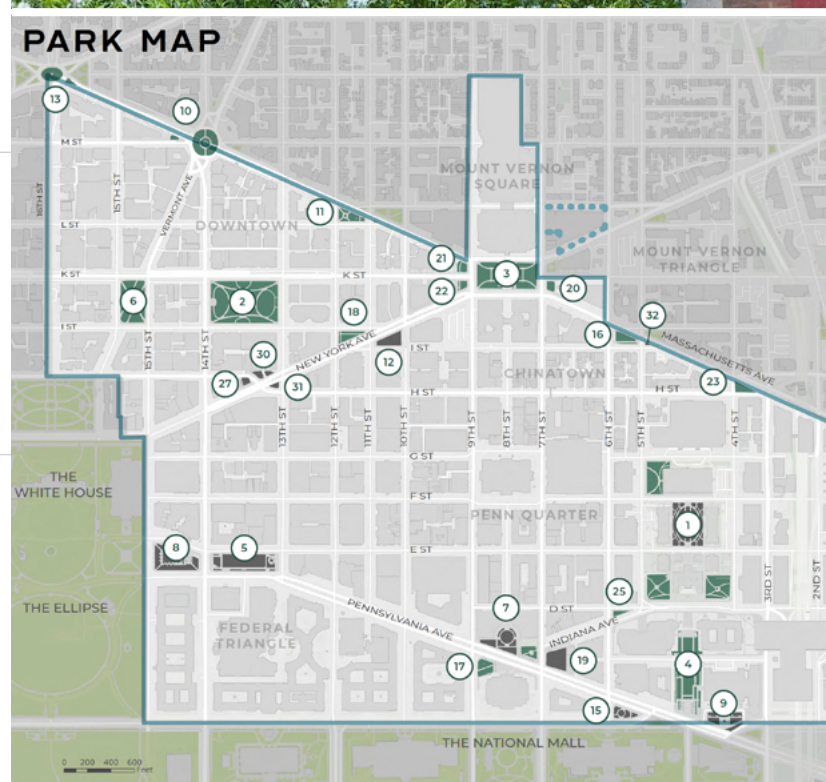 PARK MAP
13
10
M ST
MOUNT VERNON
SQUARE
16TH ST
15TH ST
VERMONT AVE
DOWNTOWN
11
L ST
MOUNT VERNON
TRIANGLE
21
K ST
K ST
3
22
20
6
2
18
32
I ST
16
MASSACHUSETTS AVE
15TH ST
14TH ST
NEW YORK AVE
12
I ST
30
27
31
CHINATOWN
23
H ST
H ST
13TH ST
12TH ST
11TH ST
10TH ST
9TH ST
8TH ST
7TH ST
6TH ST
5TH ST
4TH ST
G ST
THE
WHITE HOUSE
F ST
PENN QUARTER
1
8
5
E ST
3RD ST
2ND ST
THE ELLIPSE
PENNSYLVANIA AVE
7
D ST
25
FEDERAL
TRIANGLE
INDIANA AVE
17
19
4
15
9
THE NATIONAL MALL
0 200 400 600
Feet